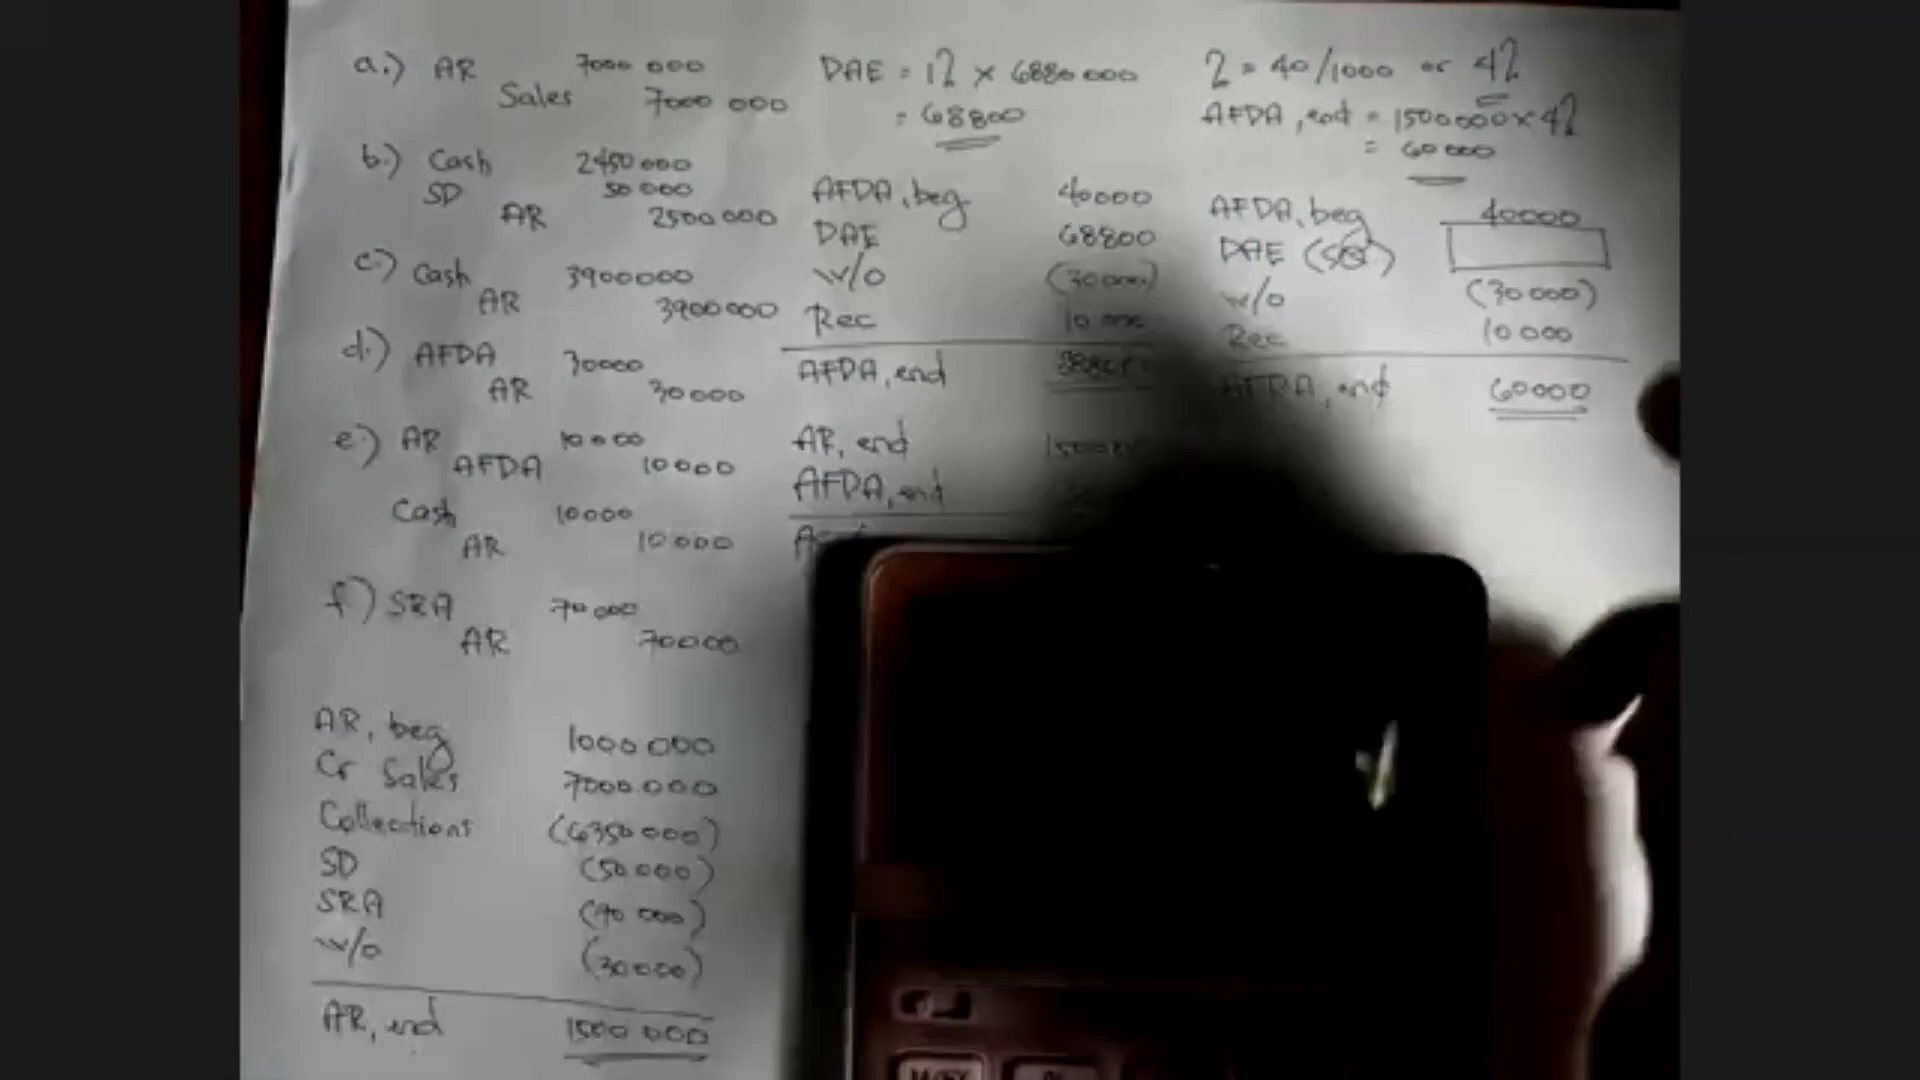 a.) AR 7000 000
Sales 7000 000
b.) Cash 2450 000
SD 50 000
AR 2500 000
c.) Cash 3900000
AR 3900 000
d.) AFDA 30000
AR 30000
e.) AR 10000
AFDA 10000
Cash 10000
AR 10 000
f.) SRA 70 000
AR 70000
AR, beg 1000 000
Cr Sales 7000 000
Collections (6350 000)
SD (50 000)
SRA (70 000)
w/o (30000)
AR, end 1500 000
DAE = 1% × 6880 000
= 68800
AFDA, beg 40000
DAE 68800
w/o (30000)
Rec 10 000
AFDA, end
AR, end
AFDA, end
% = 40/1000 or 4%
AFDA, end = 1500000 × 4%
= 60 000
AFDA, beg 40000
DAE
w/o (30 000)
Rec 10 000
AFDA, end 60000